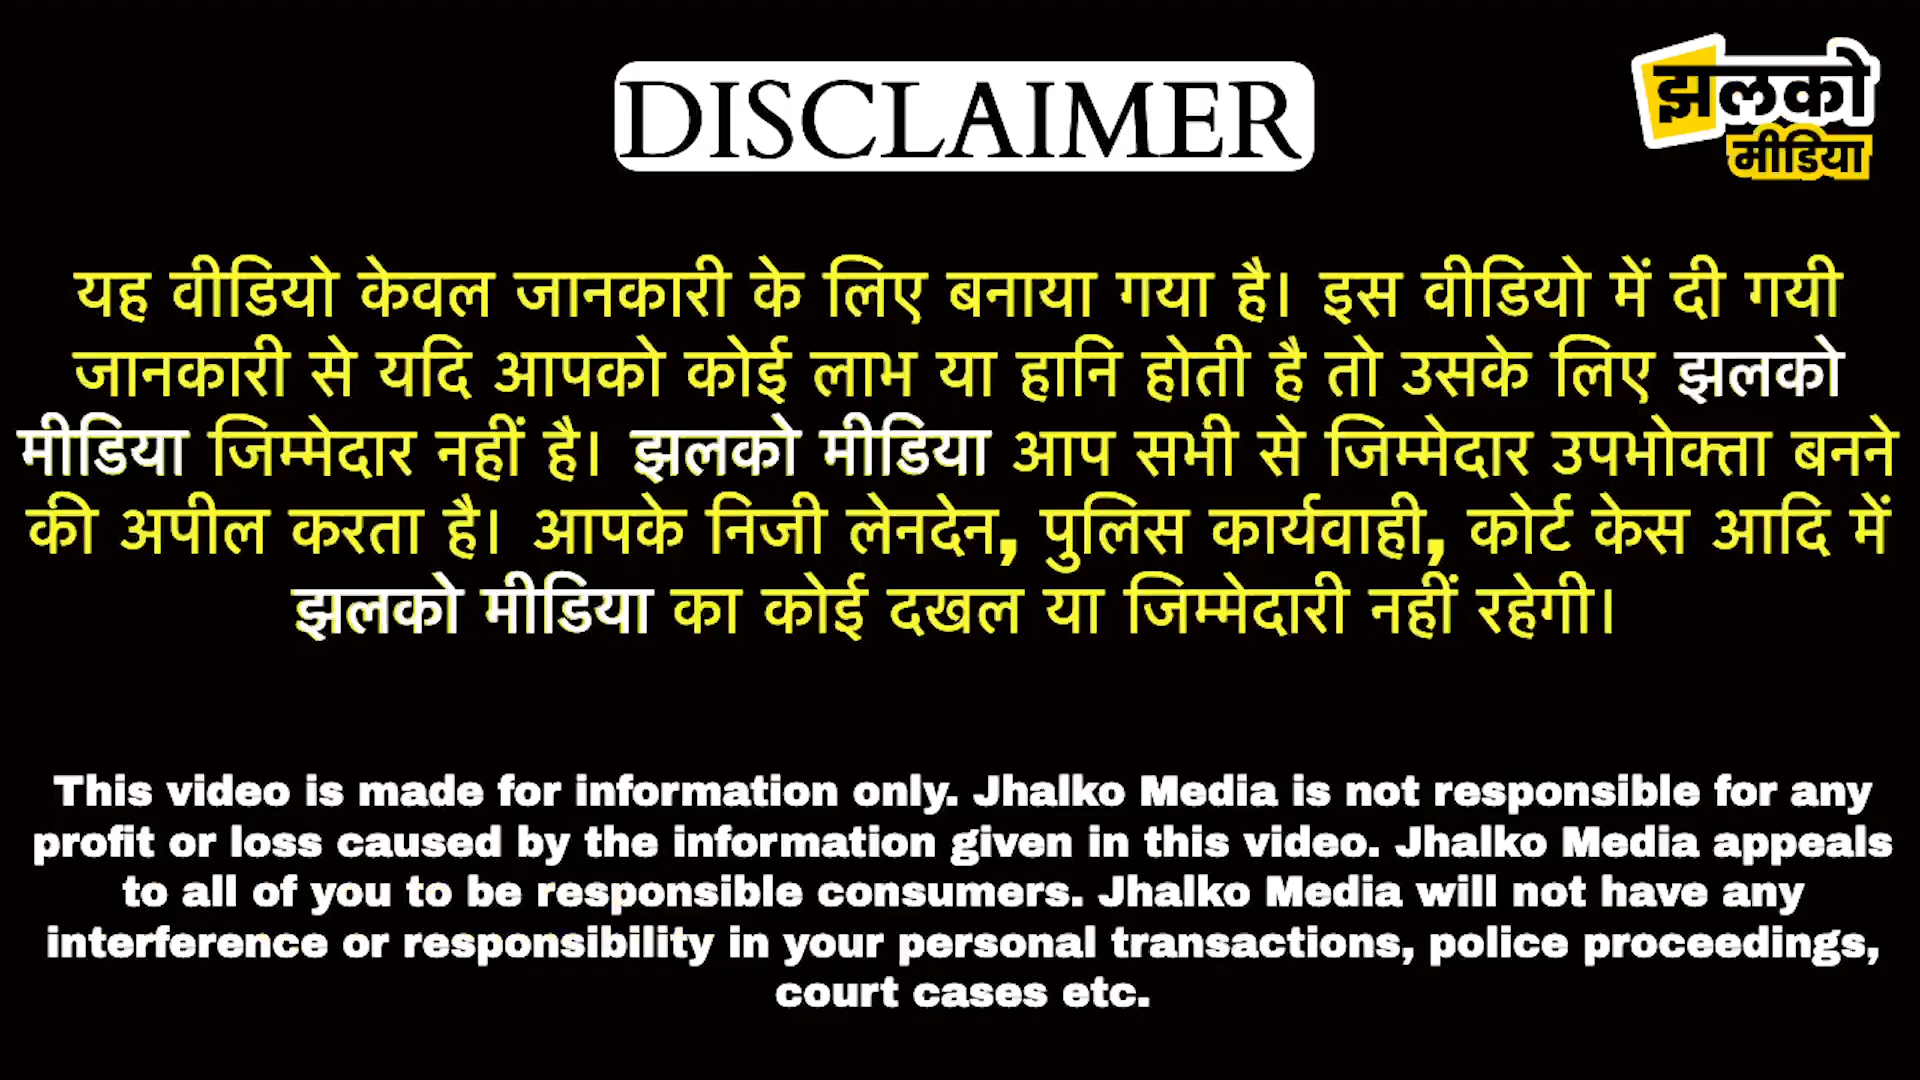 DISCLAIMER
झलको
मीडिया
यह वीडियो केवल जानकारी के लिए बनाया गया है। इस वीडियो में दी गयी
जानकारी से यदि आपको कोई लाभ या हानि होती है तो उसके लिए झलको
मीडिया जिम्मेदार नहीं है। झलको मीडिया आप सभी से जिम्मेदार उपभोक्ता बनने
की अपील करता है। आपके निजी लेनदेन, पुलिस कार्यवाही, कोर्ट केस आदि में
झलको मीडिया का कोई दखल या जिम्मेदारी नहीं रहेगी।
This video is made for information only. Jhalko Media is not responsible for any
profit or loss caused by the information given in this video. Jhalko Media appeals
to all of you to be responsible consumers. Jhalko Media will not have any
interference or responsibility in your personal transactions, police proceedings,
court cases etc.